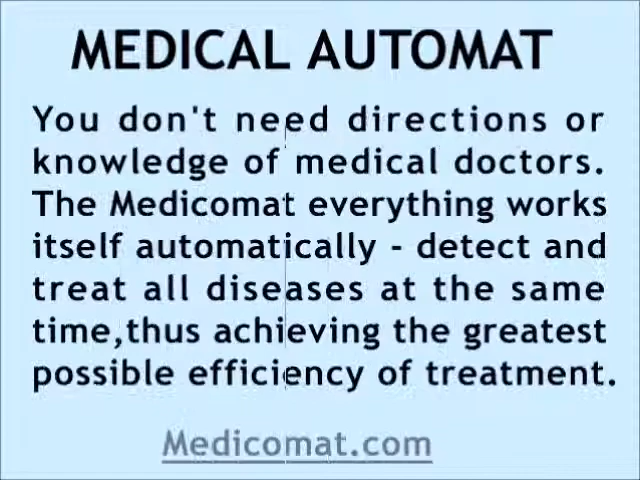 MEDICAL AUTOMAT
You don't need directions or
knowledge of medical doctors.
The Medicomat everything works
itself automatically - detect and
treat all diseases at the same
time,thus achieving the greatest
possible efficiency of treatment.
Medicomat.com